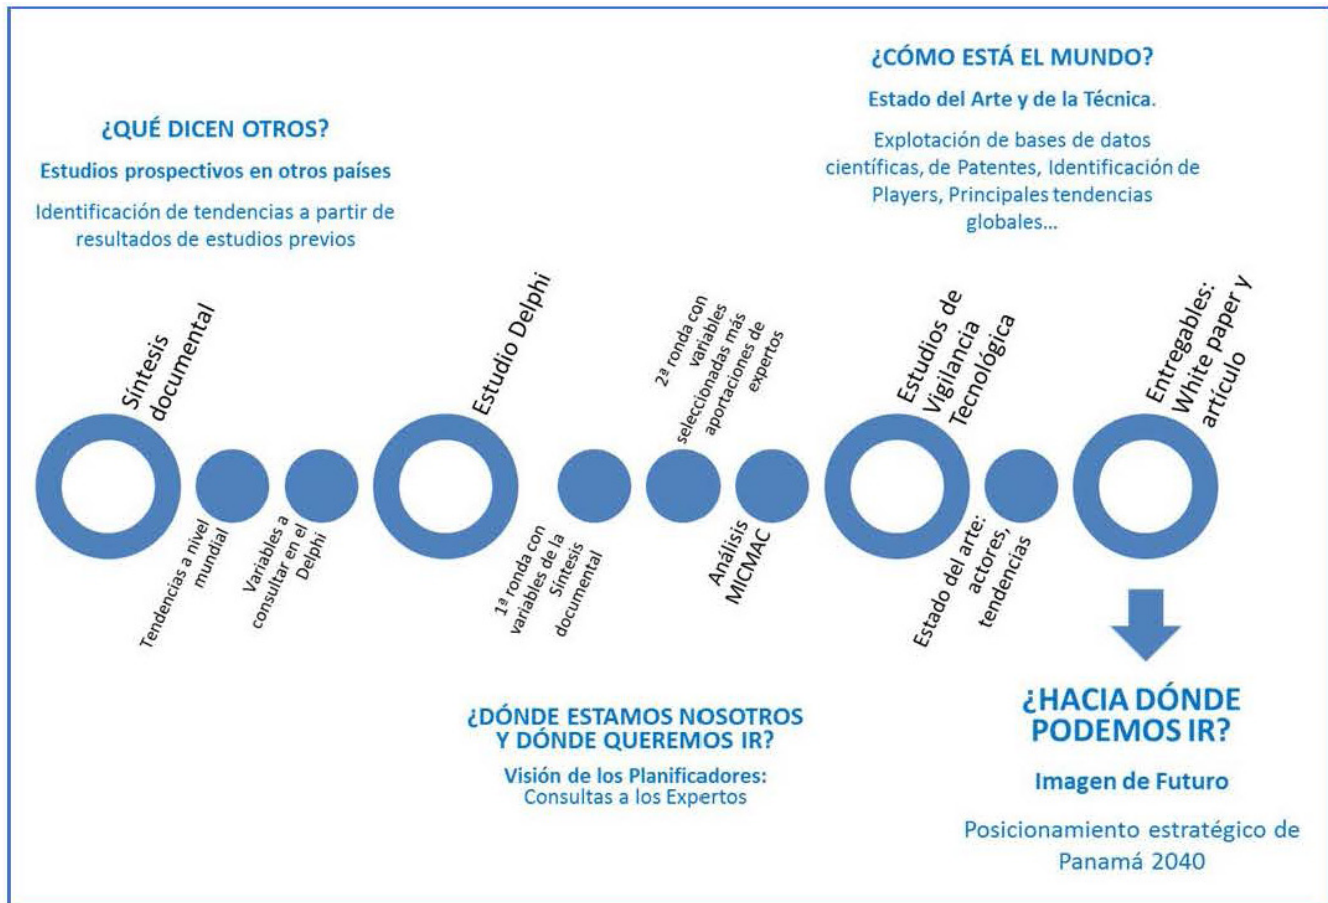 ¿QUÉ DICEN OTROS?
Estudios prospectivos en otros países
Identificación de tendencias a partir de
resultados de estudios previos
¿CÓMO ESTÁ EL MUNDO?
Estado del Arte y de la Técnica.
Explotación de bases de datos
científicas, de Patentes, Identificación de
Players, Principales tendencias
globales...
Síntesis
documental
Tendencias a nivel
mundial
Variables a
consultar en el
Delphi
Estudio Delphi
1ª ronda con
variables de la
Síntesis
documental
2ª ronda con
variables
seleccionadas más
aportaciones de
expertos
Análisis
MICMAC
Estudios de
Vigilancia
Tecnológica
Estado del arte:
actores,
tendencias
Entregables:
White paper y
artículo
¿DÓNDE ESTAMOS NOSOTROS
Y DÓNDE QUEREMOS IR?
Visión de los Planificadores:
Consultas a los Expertos
¿HACIA DÓNDE
PODEMOS IR?
Imagen de Futuro
Posicionamiento estratégico de
Panamá 2040